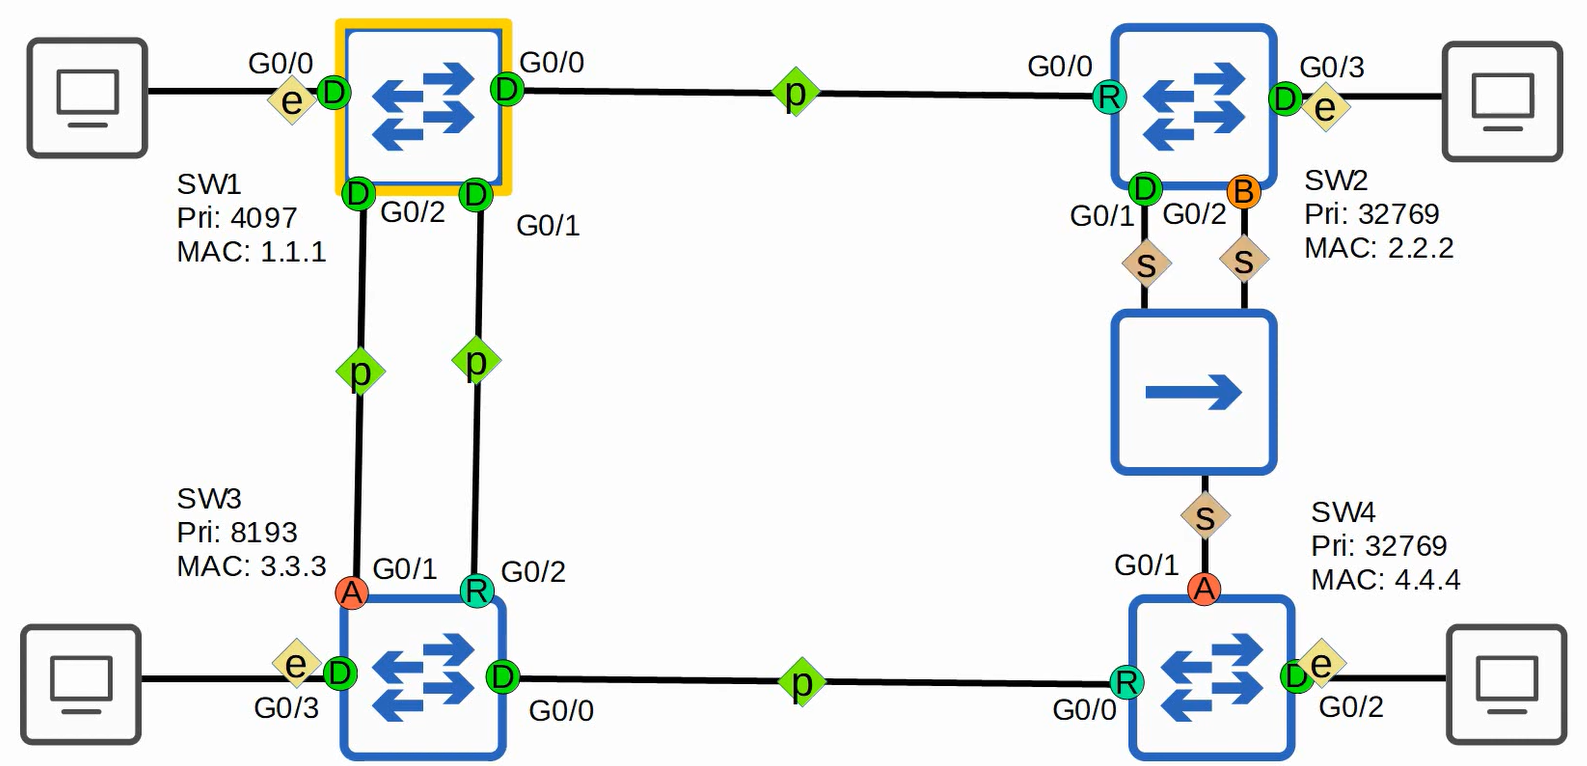 G0/0
e
D
D
G0/0
p
G0/0
R
D
G0/3
e
SW1
Pri: 4097
MAC: 1.1.1
D
G0/2
D
G0/1
D
G0/1
G0/2
B
SW2
Pri: 32769
MAC: 2.2.2
s
s
p
p
SW3
Pri: 8193
MAC: 3.3.3
A
G0/1
R
G0/2
s
G0/1
A
SW4
Pri: 32769
MAC: 4.4.4
e
D
G0/3
D
G0/0
p
R
G0/0
D
e
G0/2